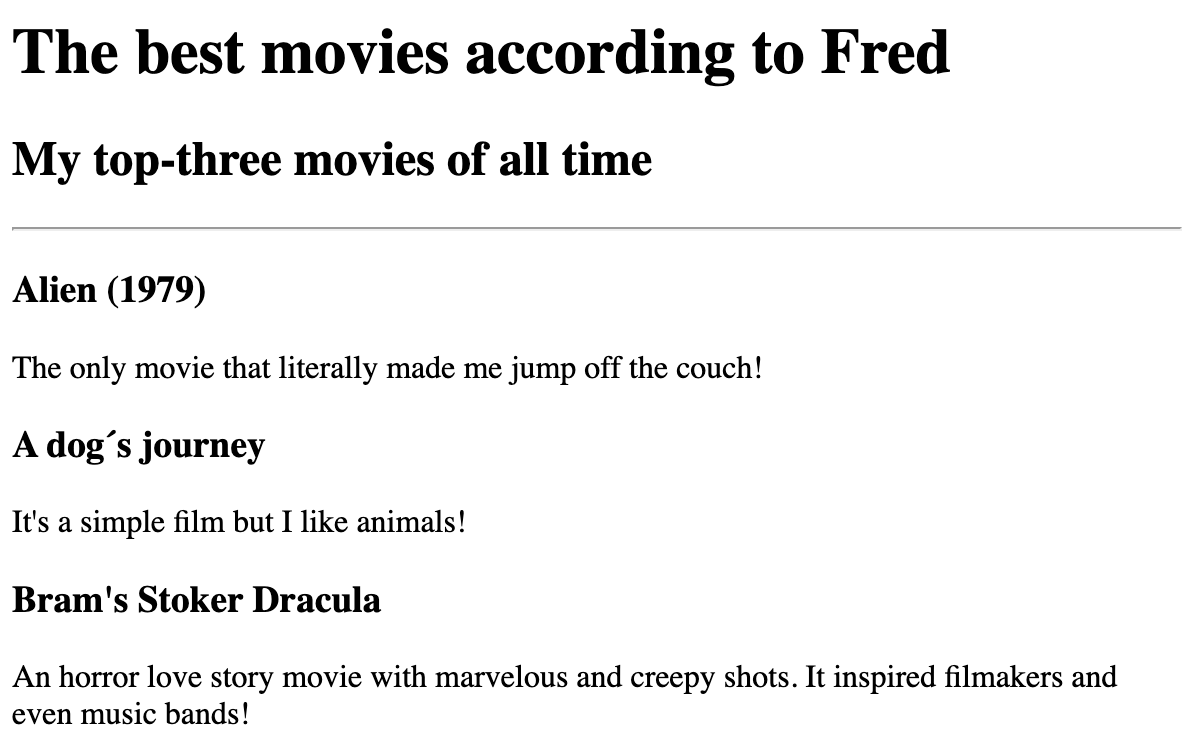 The best movies according to Fred
My top-three movies of all time
Alien (1979)
The only movie that literally made me jump off the couch!
A dog´s journey
It's a simple film but I like animals!
Bram's Stoker Dracula
An horror love story movie with marvelous and creepy shots. It inspired filmakers and
even music bands!